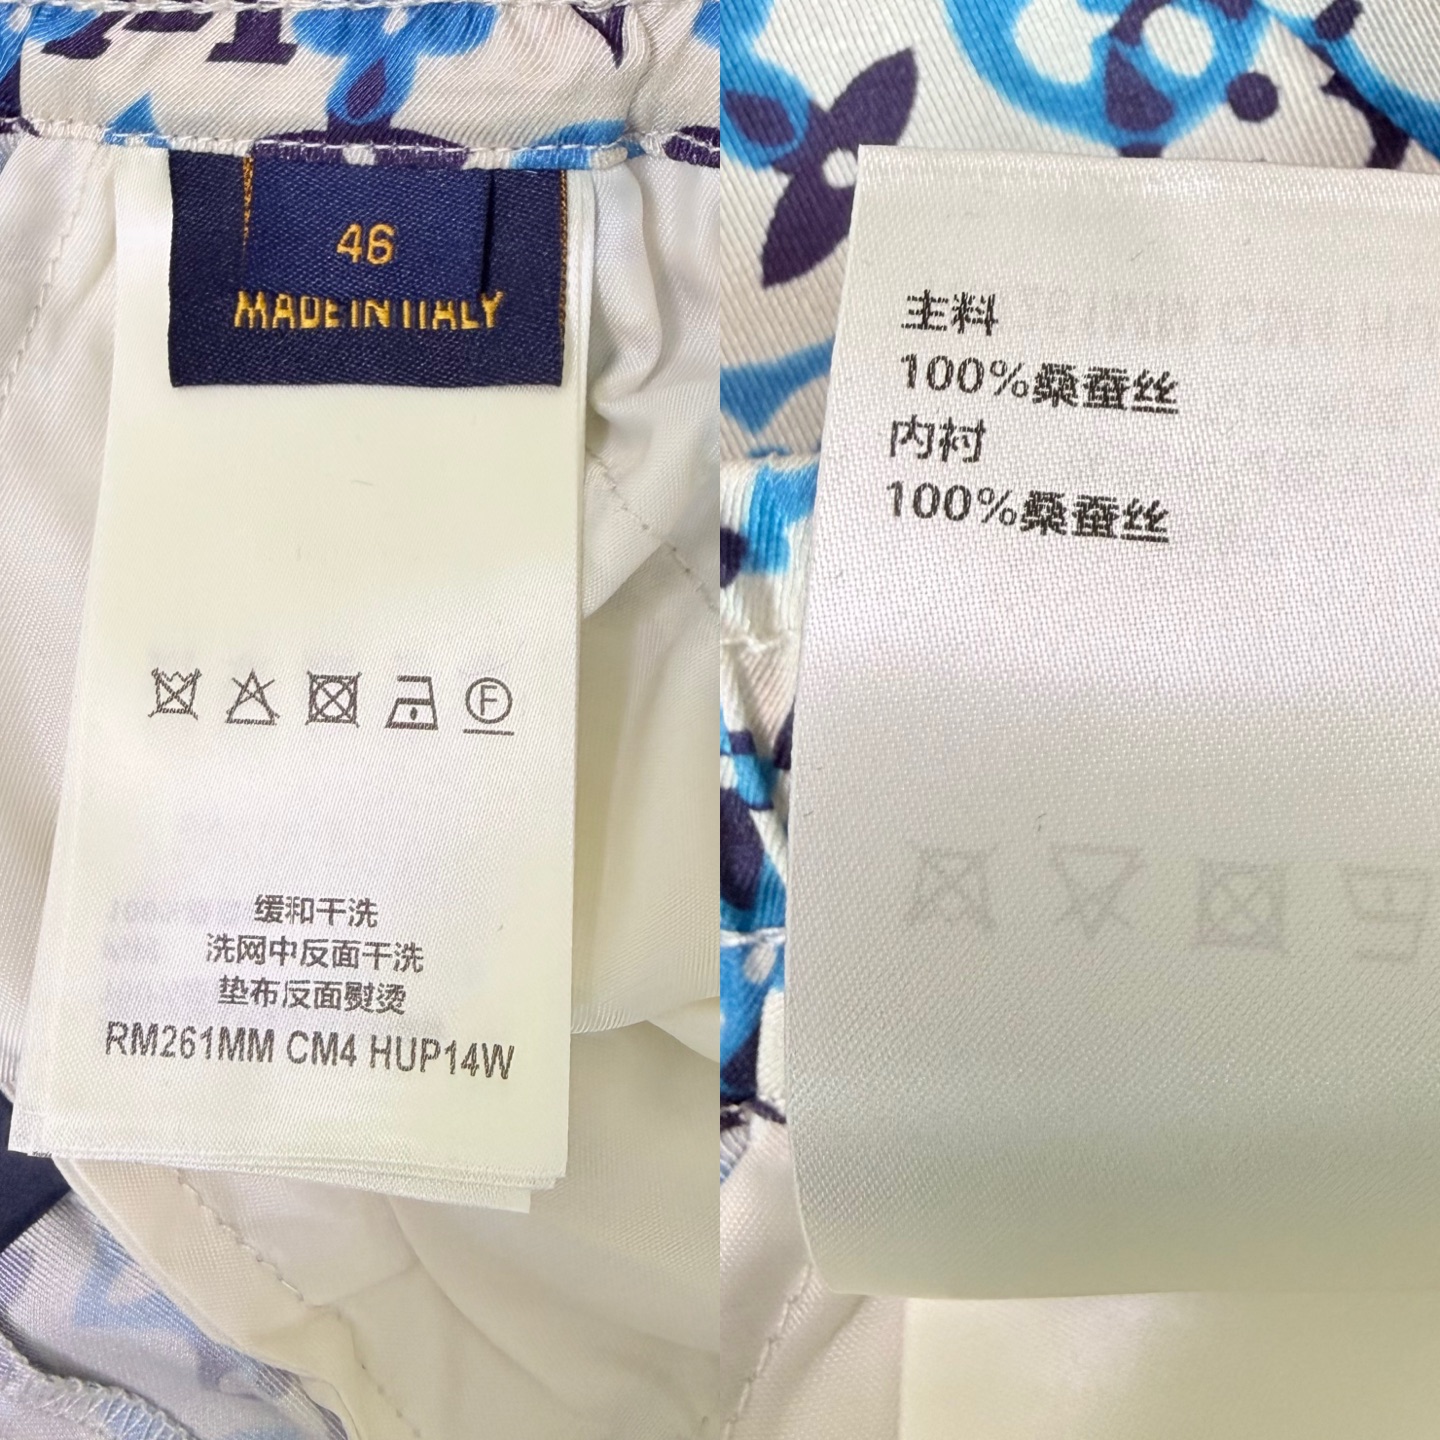 46
MADE IN ITALY
缓和干洗
洗网中反面干洗
垫布反面熨烫
RM261MM CM4 HUP14W
主料
100%桑蚕丝
内衬
100%桑蚕丝